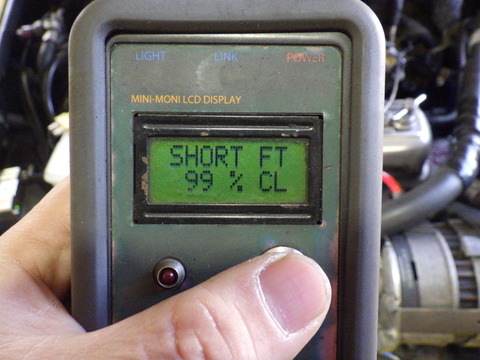 LIGHT LINK POWER
MINI-MONI LCD DISPLAY
SHORT FT
99 % CL